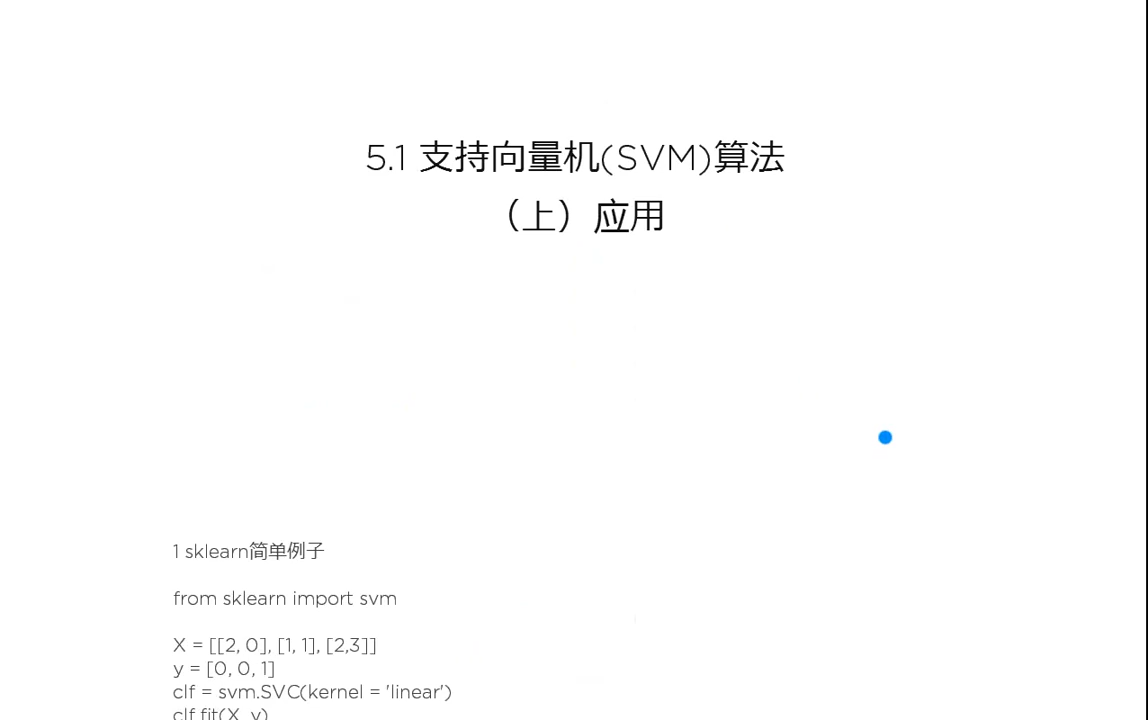 5.1 支持向量机(SVM)算法
（上）应用
1 sklearn简单例子
from sklearn import svm
X = [[2, 0], [1, 1], [2,3]]
y = [0, 0, 1]
clf = svm.SVC(kernel = 'linear')
clf.fit(X, y)